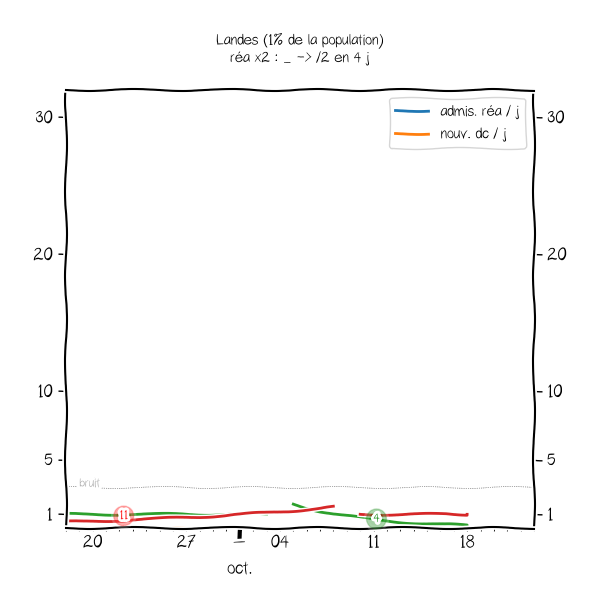 Landes (1% de la population)
réa x2 : _ -> /2 en 4 j
admis. réa / j
nouv. dc / j
30
30
20
20
10
10
5
5
bruit
1
1
11
4
20
27
04
11
18
oct.